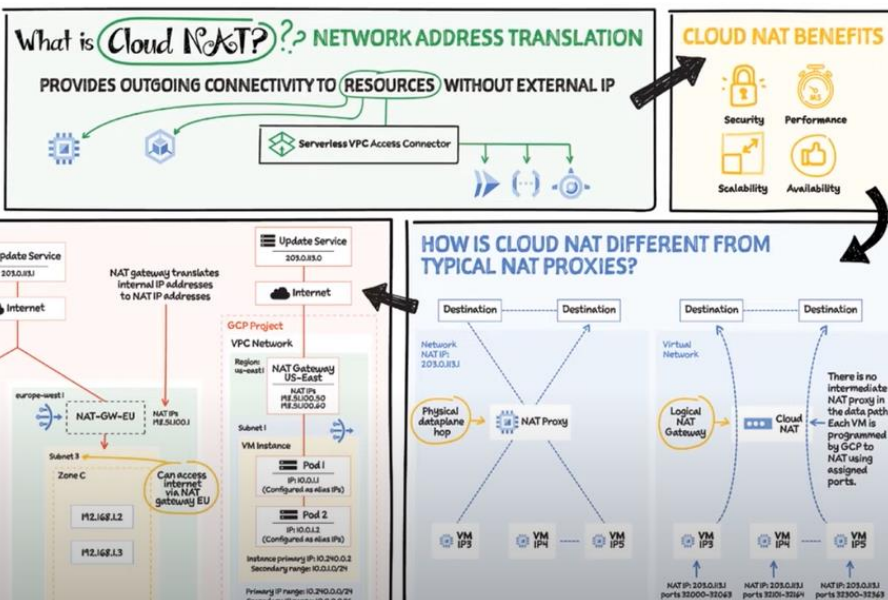 What is Cloud NAT? ?? NETWORK ADDRESS TRANSLATION
PROVIDES OUTGOING CONNECTIVITY TO RESOURCES WITHOUT EXTERNAL IP
Serverless VPC Access Connector
CLOUD NAT BENEFITS
Security
Performance
Scalability
Availability
HOW IS CLOUD NAT DIFFERENT FROM
TYPICAL NAT PROXIES?
Destination
Destination
Network
NAT IP:
203.0.113.1
Physical
dataplane
hop
NAT Proxy
VM
IP3
VM
IP4
VM
IP5
Destination
Destination
Virtual
Network
Logical
NAT
Gateway
Cloud
NAT
There is no
intermediate
NAT proxy in
the data path.
Each VM is
programmed
by GCP to
NAT using
assigned
ports.
VM
IP3
VM
IP4
VM
IP5
NAT IP: 203.0.113.1
ports 32000-32063
NAT IP: 203.0.113.1
ports 32101-32164
NAT IP: 203.0.113.1
ports 32300-32363
pdate Service
203.0.113.1
Internet
NAT gateway translates
internal IP addresses
to NAT IP addresses
europe-west1
NAT-GW-EU
NAT IPs
198.51.100.1
Subnet 3
Zone C
Can access
internet
via NAT
gateway EU
192.168.1.2
192.168.1.3
Update Service
203.0.113.0
Internet
GCP Project
VPC Network
Region:
us-east1
NAT Gateway
US-East
NAT IPs
198.51.100.50
198.51.100.60
Subnet 1
VM Instance
Pod 1
IP: 10.0.1.1
(Configured as alias IPs)
Pod 2
IP: 10.0.1.2
(Configured as alias IPs)
Instance primary IP: 10.240.0.2
Secondary range: 10.0.1.0/24
Primary IP range: 10.240.0.0/24